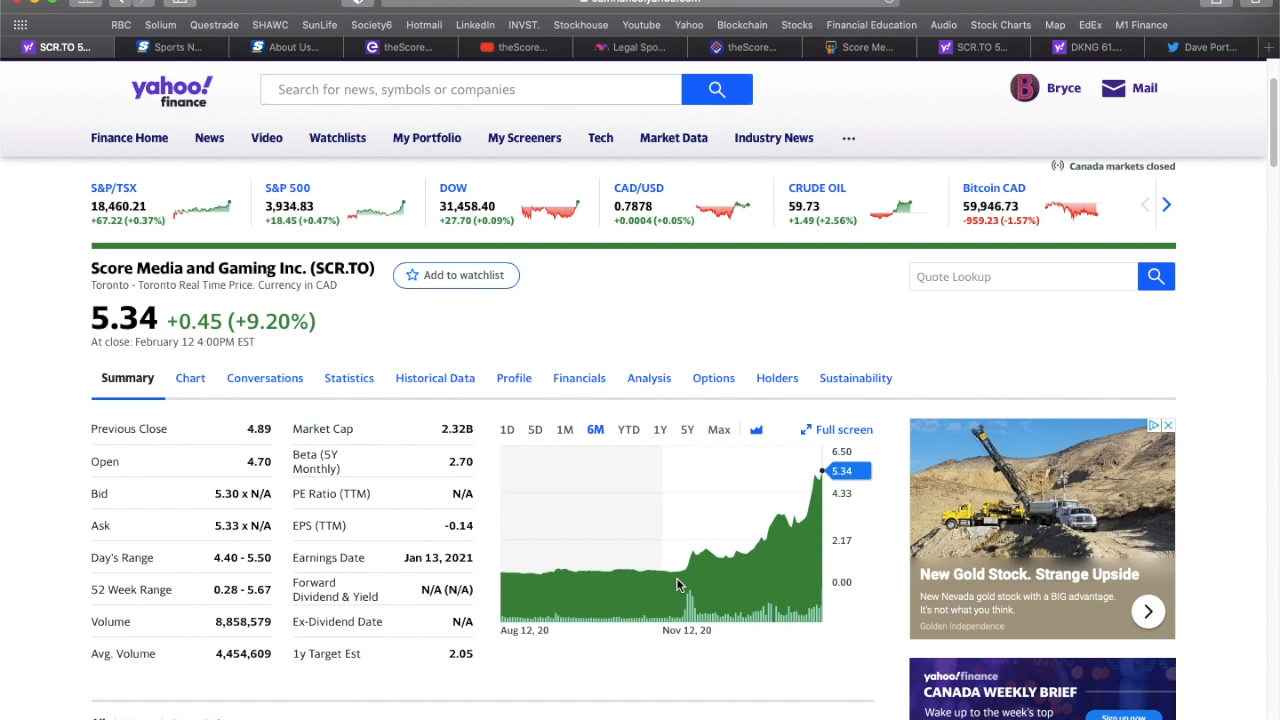 RBC Solium Questrade SHAWC SunLife Society6 Hotmail LinkedIn INVST. Stockhouse Youtube Yahoo Blockchain Stocks Financial Education Audio Stock Charts Map EdEx M1 Finance
SCR.TO 5... Sports N... About Us... theScore... theScore... Legal Spo... theScore... Score Me... SCR.TO 5... DKNG 61.... Dave Port...
yahoo!
finance
Search for news, symbols or companies
B Bryce Mail
Finance Home News Video Watchlists My Portfolio My Screeners Tech Market Data Industry News ...
Canada markets closed
S&P/TSX
18,460.21
+67.22 (+0.37%)
S&P 500
3,934.83
+18.45 (+0.47%)
DOW
31,458.40
+27.70 (+0.09%)
CAD/USD
0.7878
+0.0004 (+0.05%)
CRUDE OIL
59.73
+1.49 (+2.56%)
Bitcoin CAD
59,946.73
-959.23 (-1.57%)
Score Media and Gaming Inc. (SCR.TO)
Toronto - Toronto Real Time Price. Currency in CAD
Add to watchlist
Quote Lookup
5.34 +0.45 (+9.20%)
At close: February 12 4:00PM EST
Summary Chart Conversations Statistics Historical Data Profile Financials Analysis Options Holders Sustainability
Previous Close 4.89
Open 4.70
Bid 5.30 x N/A
Ask 5.33 x N/A
Day's Range 4.40 - 5.50
52 Week Range 0.28 - 5.67
Volume 8,858,579
Avg. Volume 4,454,609
Market Cap 2.32B
Beta (5Y
Monthly) 2.70
PE Ratio (TTM) N/A
EPS (TTM) -0.14
Earnings Date Jan 13, 2021
Forward
Dividend & Yield N/A (N/A)
Ex-Dividend Date N/A
1y Target Est 2.05
1D 5D 1M 6M YTD 1Y 5Y Max Full screen
6.50
5.34
4.33
2.17
0.00
Aug 12, 20 Nov 12, 20
New Gold Stock. Strange Upside
New Nevada gold stock with a BIG advantage.
It's not what you think.
Golden Independence
yahoo!finance
CANADA WEEKLY BRIEF
Wake up to the week's top
Sign up now